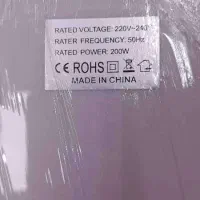 RATED VOLTAGE: 220V~240
RATER FREQUENCY: 50Hz
RATED POWER: 200W
CE ROHS
MADE IN CHINA